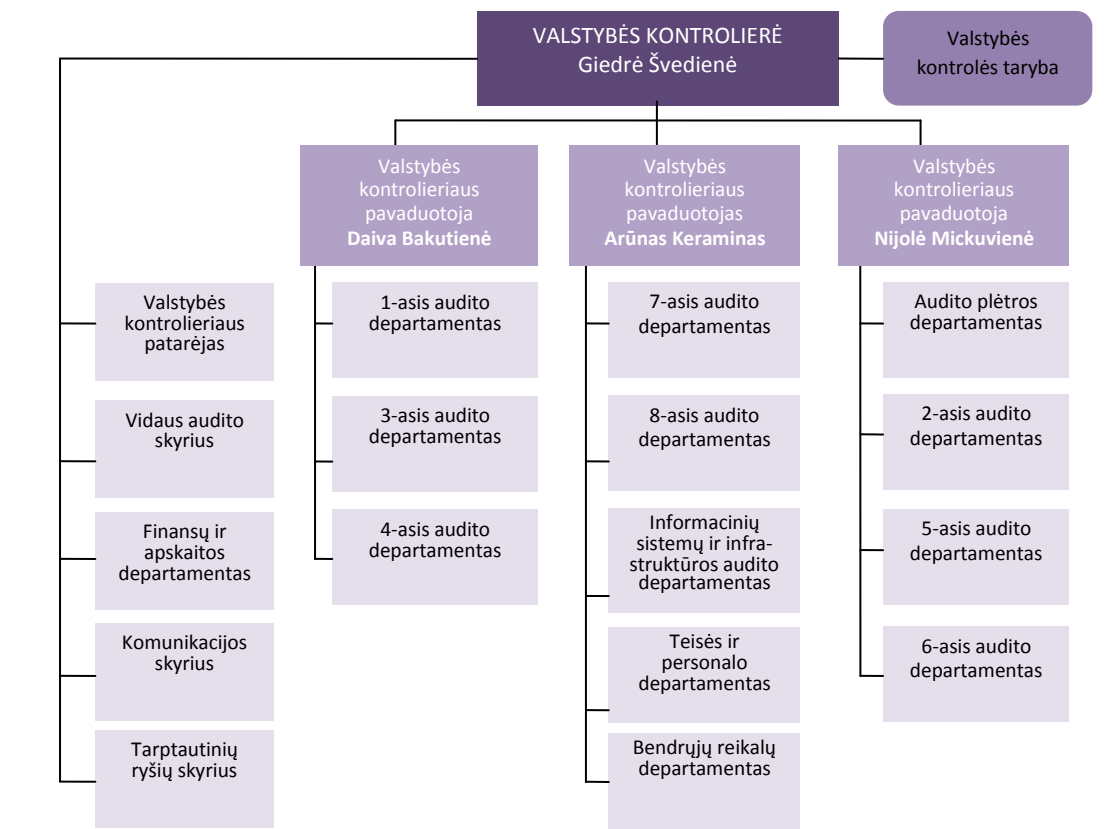 VALSTYBĖS KONTROLIERĖ
Giedrė Švedienė
Valstybės
kontrolės taryba
Valstybės
kontrolieriaus
pavaduotoja
Daiva Bakutienė
Valstybės
kontrolieriaus
pavaduotojas
Arūnas Keraminas
Valstybės
kontrolieriaus
pavaduotoja
Nijolė Mickuvienė
Valstybės
kontrolieriaus
patarėjas
Vidaus audito
skyrius
Finansų ir
apskaitos
departamentas
Komunikacijos
skyrius
Tarptautinių
ryšių skyrius
1-asis audito
departamentas
3-asis audito
departamentas
4-asis audito
departamentas
7-asis audito
departamentas
8-asis audito
departamentas
Informacinių
sistemų ir infra-
struktūros audito
departamentas
Teisės ir
personalo
departamentas
Bendrųjų reikalų
departamentas
Audito plėtros
departamentas
2-asis audito
departamentas
5-asis audito
departamentas
6-asis audito
departamentas